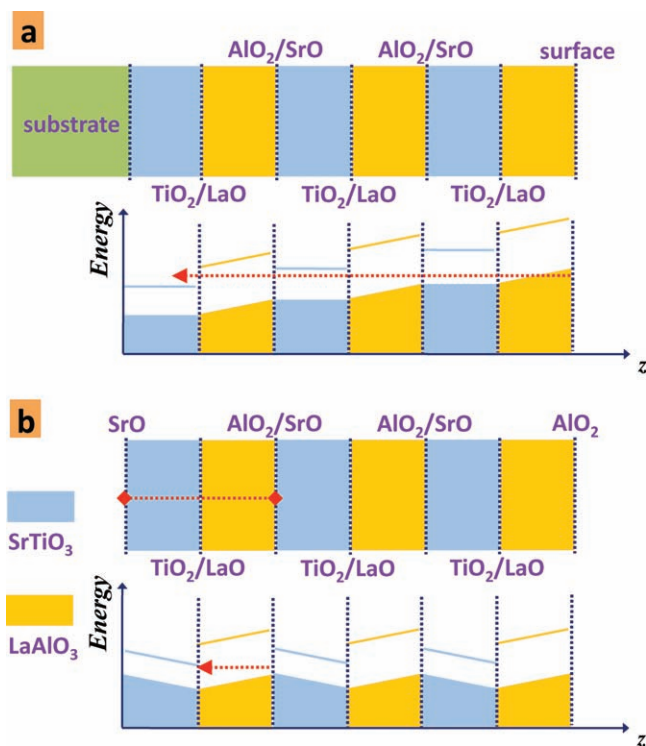 a
AlO₂/SrO AlO₂/SrO surface
substrate
TiO₂/LaO TiO₂/LaO TiO₂/LaO
Energy
z
b
SrO AlO₂/SrO AlO₂/SrO AlO₂
SrTiO₃
TiO₂/LaO TiO₂/LaO TiO₂/LaO
LaAlO₃
Energy
z